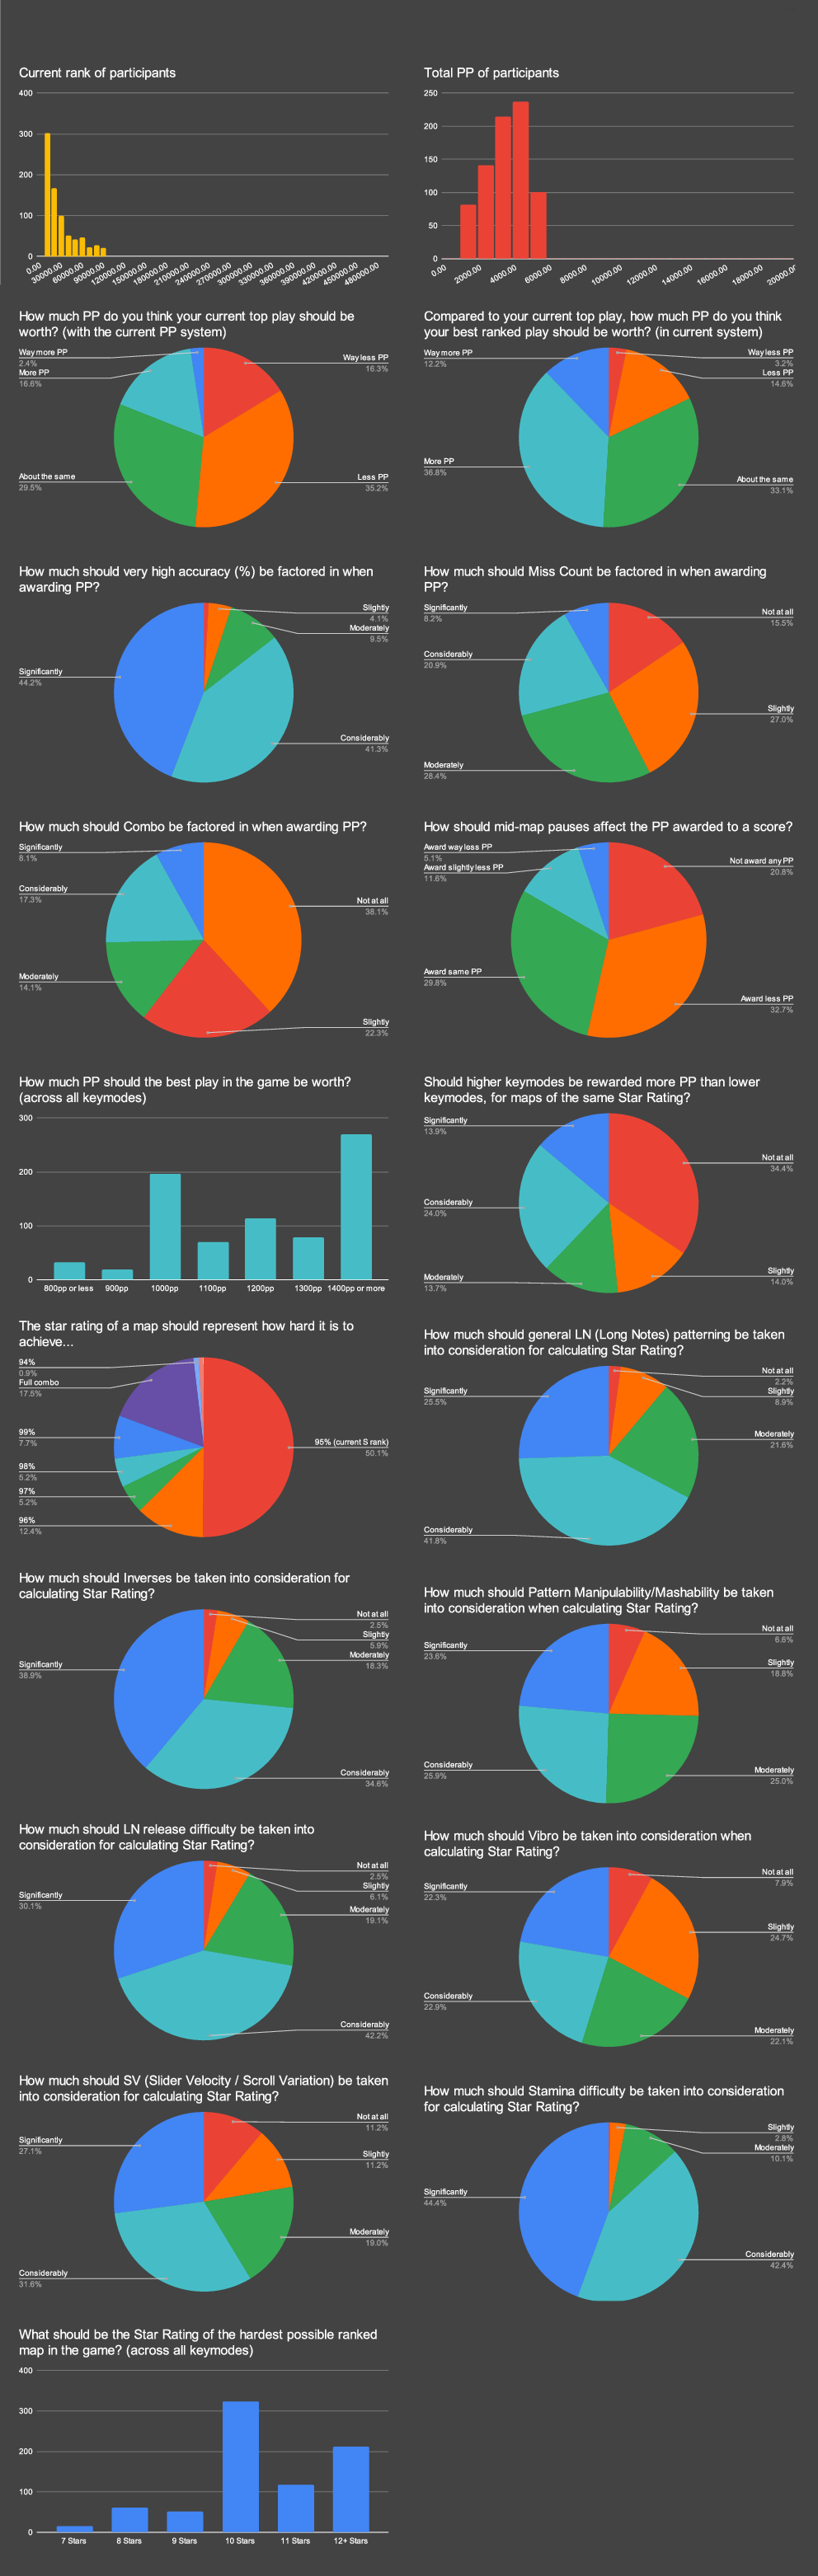 Current rank of participants
400
300
200
100
0
0.00
30000.00
60000.00
90000.00
120000.00
150000.00
180000.00
210000.00
240000.00
270000.00
300000.00
330000.00
360000.00
390000.00
420000.00
450000.00
480000.00
Total PP of participants
250
200
150
100
50
0
0.00
2000.00
4000.00
6000.00
8000.00
10000.00
12000.00
14000.00
16000.00
18000.00
20000.00
How much PP do you think your current top play should be
worth? (with the current PP system)
Way more PP
2.4%
More PP
16.6%
About the same
29.5%
Way less PP
16.3%
Less PP
35.2%
Compared to your current top play, how much PP do you think
your best ranked play should be worth? (in current system)
Way more PP
12.2%
More PP
36.8%
Way less PP
3.2%
Less PP
14.6%
About the same
33.1%
How much should very high accuracy (%) be factored in when
awarding PP?
Significantly
44.2%
Slightly
4.1%
Moderately
9.5%
Considerably
41.3%
How much should Miss Count be factored in when awarding
PP?
Significantly
8.2%
Considerably
20.9%
Moderately
28.4%
Not at all
15.5%
Slightly
27.0%
How much should Combo be factored in when awarding PP?
Significantly
8.1%
Considerably
17.3%
Moderately
14.1%
Not at all
38.1%
Slightly
22.3%
How should mid-map pauses affect the PP awarded to a score?
Award way less PP
5.1%
Award slightly less PP
11.6%
Award same PP
29.8%
Not award any PP
20.8%
Award less PP
32.7%
How much PP should the best play in the game be worth?
(across all keymodes)
300
200
100
0
800pp or less
900pp
1000pp
1100pp
1200pp
1300pp
1400pp or more
Should higher keymodes be rewarded more PP than lower
keymodes, for maps of the same Star Rating?
Significantly
13.9%
Considerably
24.0%
Moderately
13.7%
Not at all
34.4%
Slightly
14.0%
The star rating of a map should represent how hard it is to
achieve...
94%
0.9%
Full combo
17.5%
99%
7.7%
98%
5.2%
97%
5.2%
96%
12.4%
95% (current S rank)
50.1%
How much should general LN (Long Notes) patterning be taken
into consideration for calculating Star Rating?
Significantly
25.5%
Considerably
41.8%
Not at all
2.2%
Slightly
8.9%
Moderately
21.6%
How much should Inverses be taken into consideration for
calculating Star Rating?
Significantly
38.9%
Not at all
2.5%
Slightly
5.9%
Moderately
18.3%
Considerably
34.6%
How much should Pattern Manipulability/Mashability be taken
into consideration when calculating Star Rating?
Significantly
23.6%
Considerably
25.9%
Not at all
6.6%
Slightly
18.8%
Moderately
25.0%
How much should LN release difficulty be taken into
consideration for calculating Star Rating?
Significantly
30.1%
Not at all
2.5%
Slightly
6.1%
Moderately
19.1%
Considerably
42.2%
How much should Vibro be taken into consideration when
calculating Star Rating?
Significantly
22.3%
Considerably
22.9%
Not at all
7.9%
Slightly
24.7%
Moderately
22.1%
How much should SV (Slider Velocity / Scroll Variation) be taken
into consideration for calculating Star Rating?
Significantly
27.1%
Considerably
31.6%
Not at all
11.2%
Slightly
11.2%
Moderately
19.0%
How much should Stamina difficulty be taken into consideration
for calculating Star Rating?
Significantly
44.4%
Slightly
2.8%
Moderately
10.1%
Considerably
42.4%
What should be the Star Rating of the hardest possible ranked
map in the game? (across all keymodes)
400
300
200
100
0
7 Stars
8 Stars
9 Stars
10 Stars
11 Stars
12+ Stars